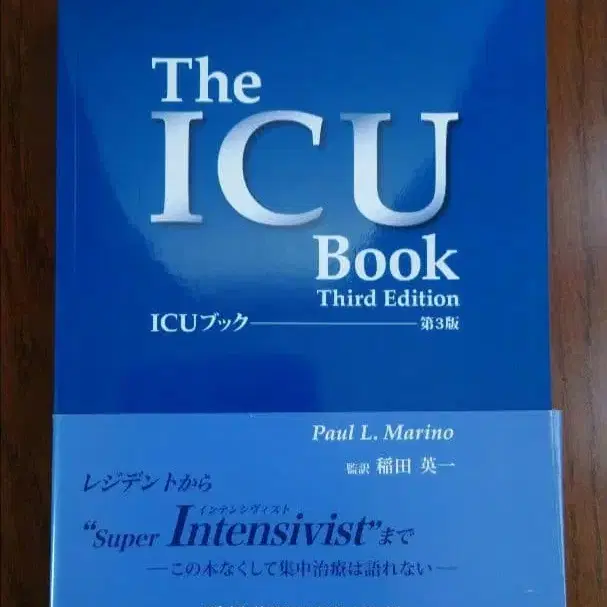 The
ICU
Book
Third Edition
ICUブック 第3版
Paul L. Marino
監訳 稲田 英一
レジデントから
インテンシヴィスト
“Super Intensivist”まで
―この本なくして集中治療は語れない―